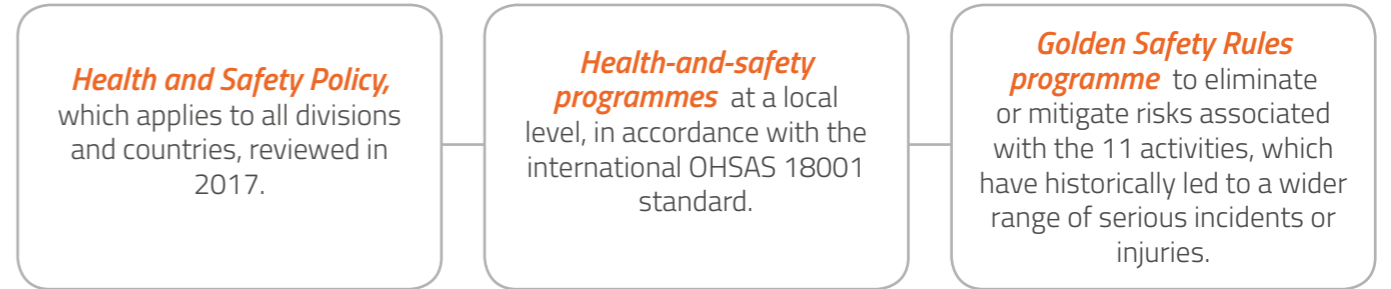 Health and Safety Policy,
which applies to all divisions
and countries, reviewed in
2017.
Health-and-safety
programmes at a local
level, in accordance with the
international OHSAS 18001
standard.
Golden Safety Rules
programme to eliminate
or mitigate risks associated
with the 11 activities, which
have historically led to a wider
range of serious incidents or
injuries.